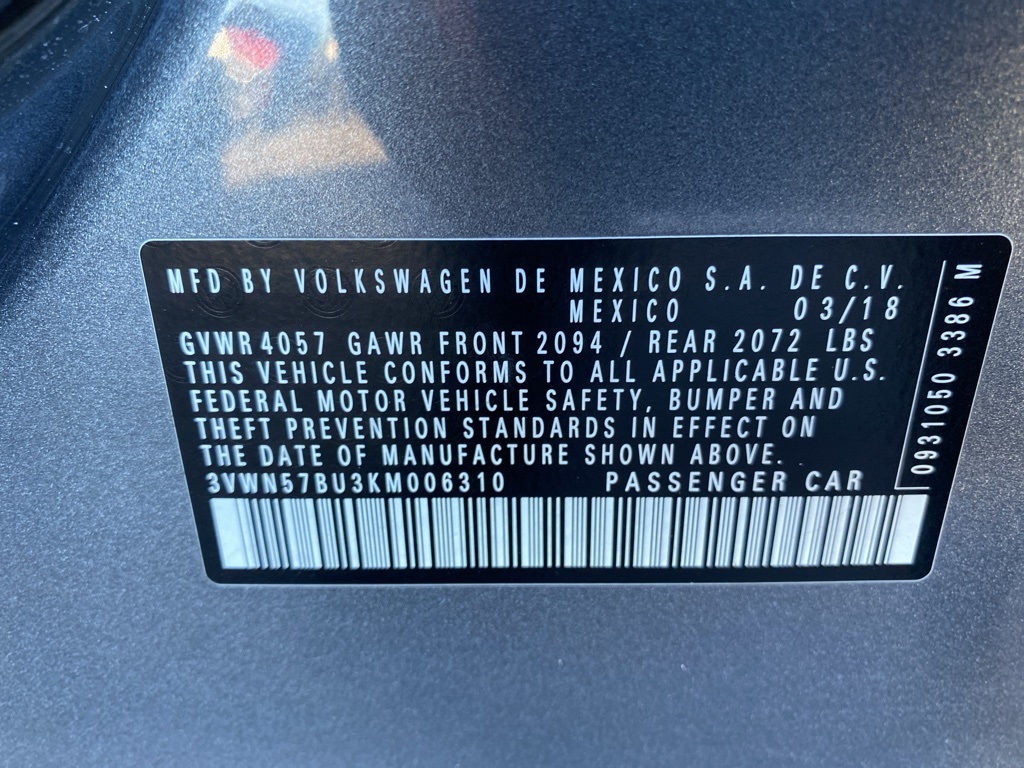 MFD BY VOLKSWAGEN DE MEXICO S.A. DE C.V.
MEXICO 03/18
GVWR 4057 GAWR FRONT 2094 / REAR 2072 LBS
THIS VEHICLE CONFORMS TO ALL APPLICABLE U.S.
FEDERAL MOTOR VEHICLE SAFETY, BUMPER AND
THEFT PREVENTION STANDARDS IN EFFECT ON
THE DATE OF MANUFACTURE SHOWN ABOVE.
3VWN57BU3KM006310 PASSENGER CAR
0931050 3386 M